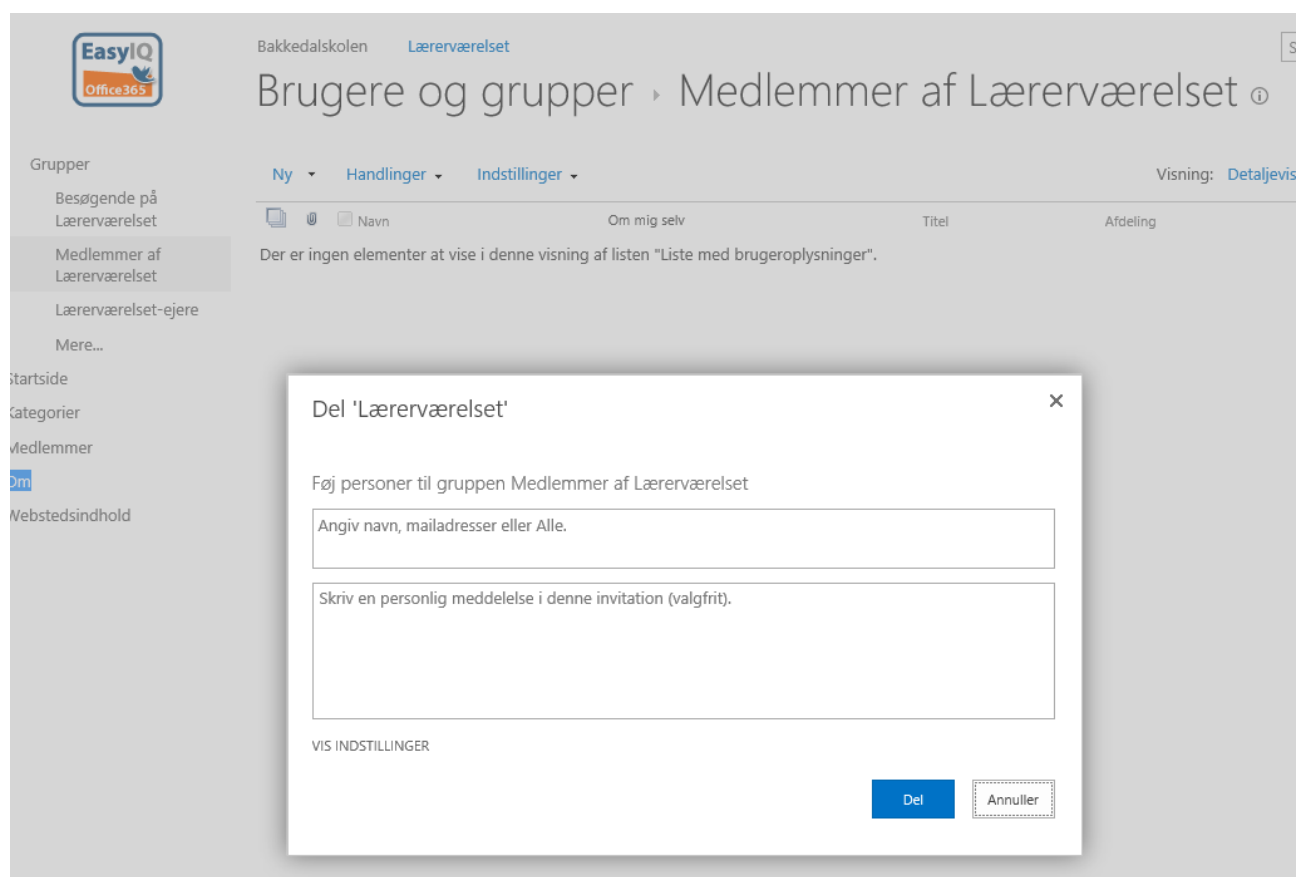 EasyIQ
Office365
Bakkedalskolen Lærerværelset
Brugere og grupper ▸ Medlemmer af Lærerværelset
Grupper
Besøgende på
Lærerværelset
Medlemmer af
Lærerværelset
Lærerværelset-ejere
Mere...
Startside
Kategorier
Medlemmer
Om
Webstedsindhold
Ny Handlinger Indstillinger Visning: Detaljevis
Navn Om mig selv Titel Afdeling
Der er ingen elementer at vise i denne visning af listen "Liste med brugeroplysninger".
Del 'Lærerværelset'
Føj personer til gruppen Medlemmer af Lærerværelset
Angiv navn, mailadresser eller Alle.
Skriv en personlig meddelelse i denne invitation (valgfrit).
VIS INDSTILLINGER
Del Annuller